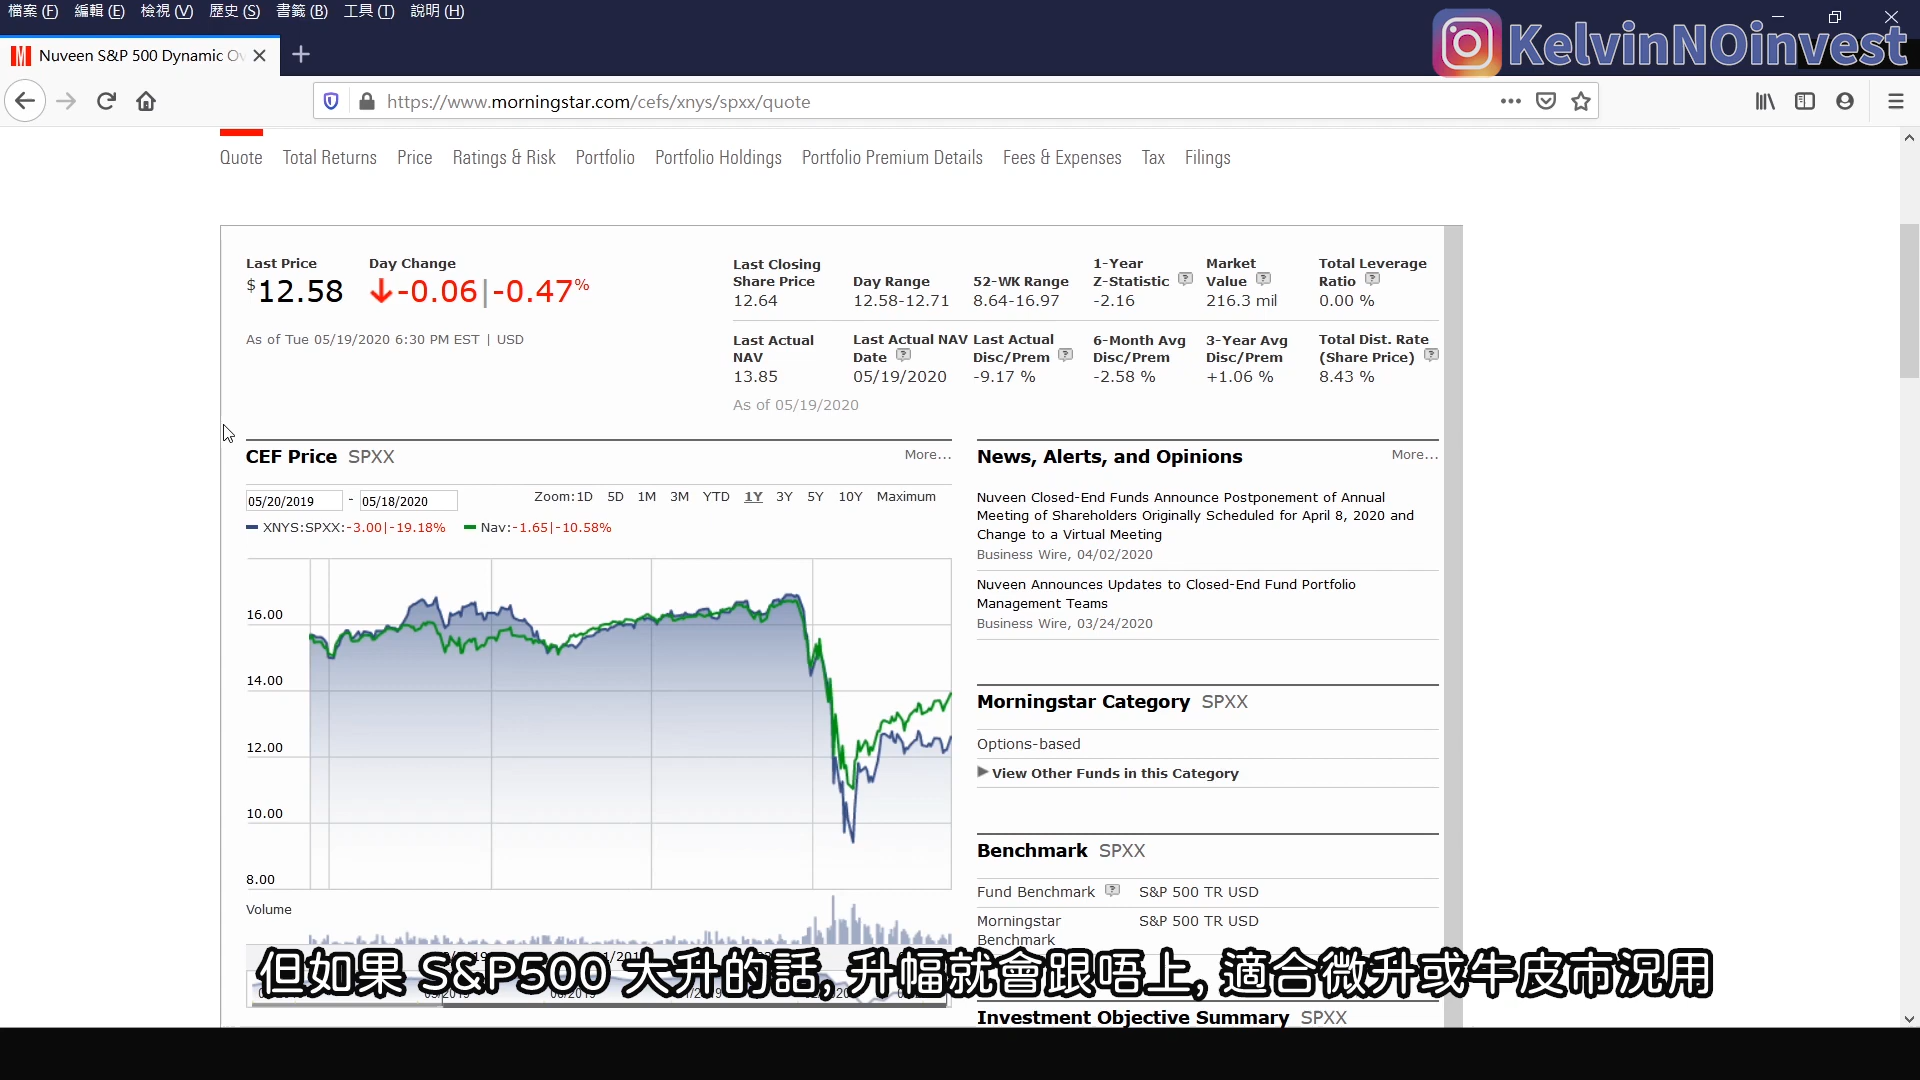 檔案 (F) 編輯 (E) 檢視 (V) 歷史 (S) 書籤 (B) 工具 (T) 說明 (H)
KelvinNOinvest
Nuveen S&P 500 Dynamic
https://www.morningstar.com/cefs/xnys/spxx/quote
Quote Total Returns Price Ratings & Risk Portfolio Portfolio Holdings Portfolio Premium Details Fees & Expenses Tax Filings
Last Price Day Change
$12.58 -0.06|-0.47%
As of Tue 05/19/2020 6:30 PM EST | USD
Last Closing Share Price Day Range 52-WK Range 1-Year Z-Statistic Market Value Total Leverage Ratio
12.64 12.58-12.71 8.64-16.97 -2.16 216.3 mil 0.00 %
Last Actual NAV Last Actual NAV Date Last Actual Disc/Prem 6-Month Avg Disc/Prem 3-Year Avg Disc/Prem Total Dist. Rate (Share Price)
13.85 05/19/2020 -9.17 % -2.58 % +1.06 % 8.43 %
As of 05/19/2020
CEF Price SPXX More...
05/20/2019 - 05/18/2020 Zoom:1D 5D 1M 3M YTD 1Y 3Y 5Y 10Y Maximum
XNYS:SPXX:-3.00|-19.18% Nav:-1.65|-10.58%
16.00
14.00
12.00
10.00
8.00
Volume
News, Alerts, and Opinions More...
Nuveen Closed-End Funds Announce Postponement of Annual
Meeting of Shareholders Originally Scheduled for April 8, 2020 and
Change to a Virtual Meeting
Business Wire, 04/02/2020
Nuveen Announces Updates to Closed-End Fund Portfolio
Management Teams
Business Wire, 03/24/2020
Morningstar Category SPXX
Options-based
View Other Funds in this Category
Benchmark SPXX
Fund Benchmark S&P 500 TR USD
Morningstar S&P 500 TR USD
Benchmark
但如果 S&P500 大升的話, 升幅就會跟唔上, 適合微升或牛皮市況用
Investment Objective Summary SPXX